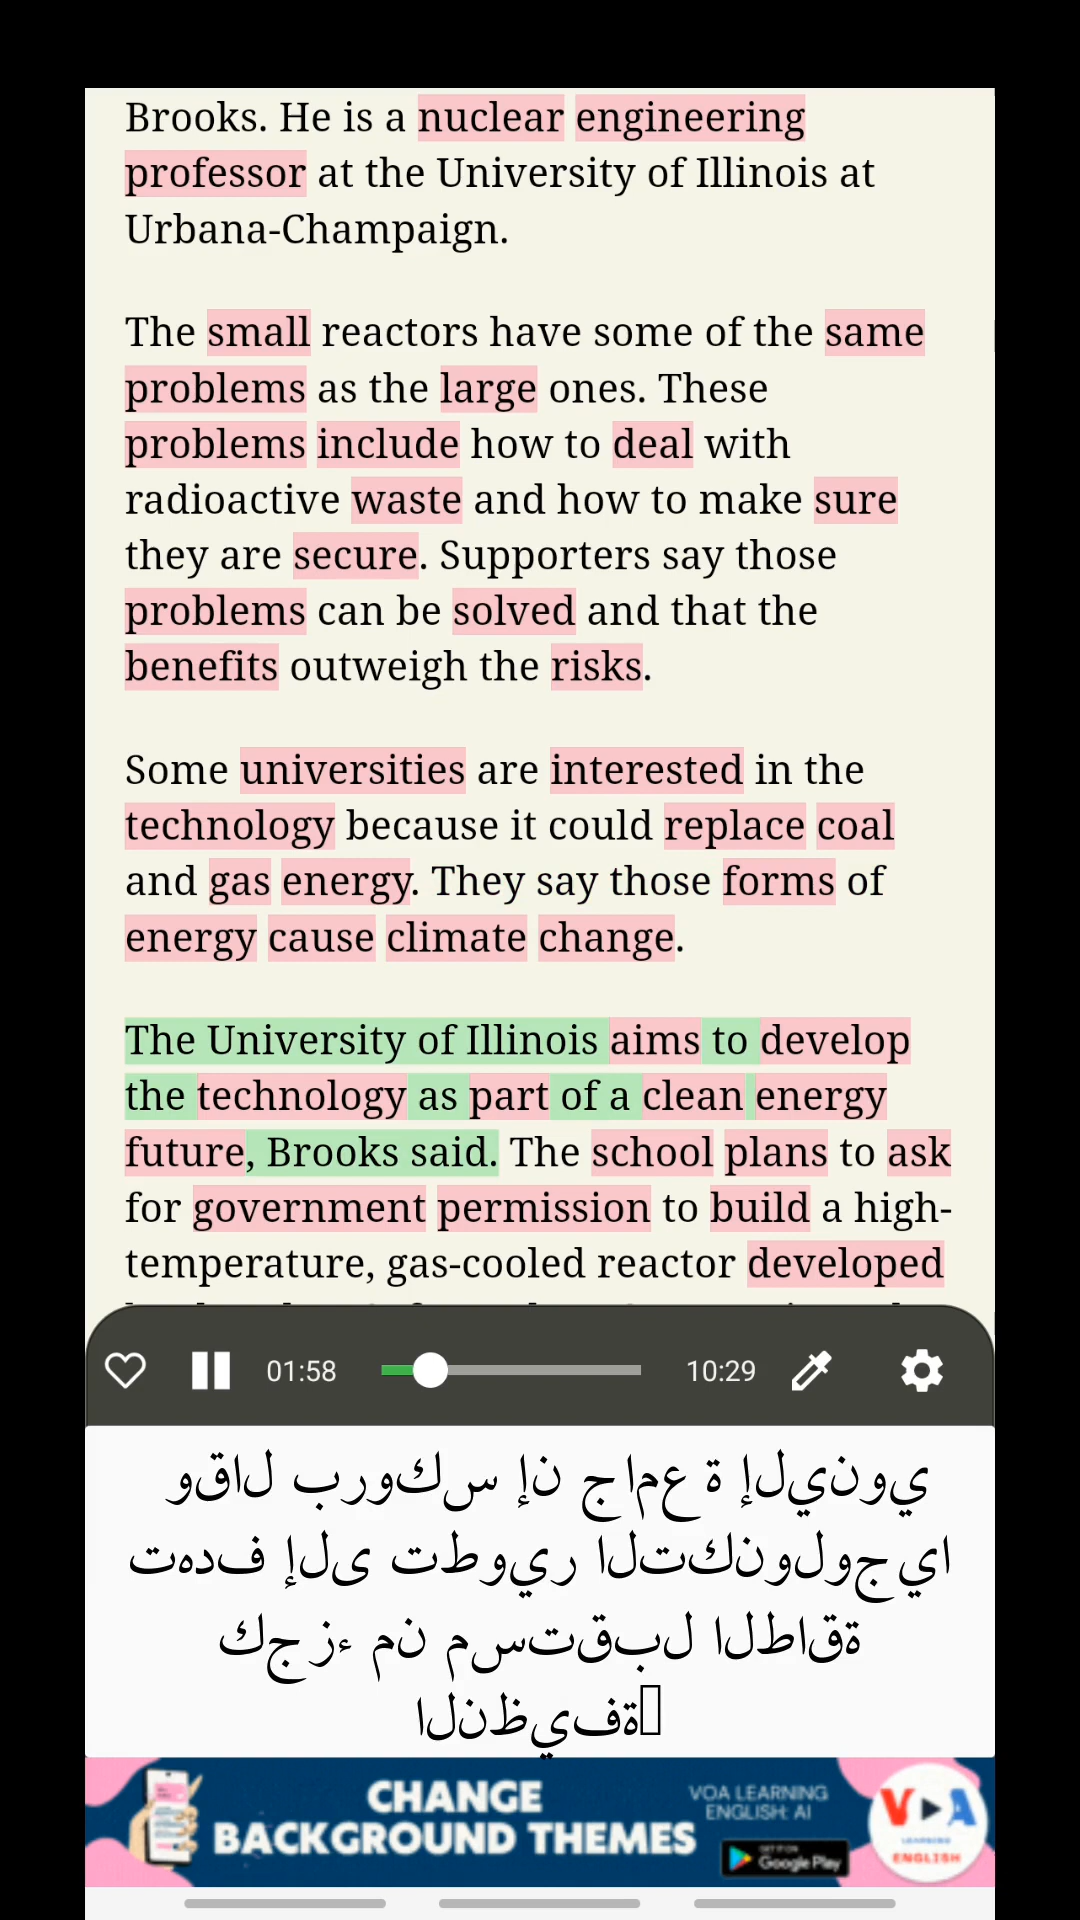 Brooks. He is a nuclear engineering
professor at the University of Illinois at
Urbana-Champaign.
The small reactors have some of the same
problems as the large ones. These
problems include how to deal with
radioactive waste and how to make sure
they are secure. Supporters say those
problems can be solved and that the
benefits outweigh the risks.
Some universities are interested in the
technology because it could replace coal
and gas energy. They say those forms of
energy cause climate change.
The University of Illinois aims to develop
the technology as part of a clean energy
future, Brooks said. The school plans to ask
for government permission to build a high-
temperature, gas-cooled reactor developed
01:58 10:29
وقال بروكس إن جامعة إلينوي
تهدف إلى تطوير التكنولوجيا
كجزء من مستقبل الطاقة
النظيفة
CHANGE
BACKGROUND THEMES
VOA LEARNING
ENGLISH: AI
GET IT ON
Google Play
VOA
LEARNING
ENGLISH